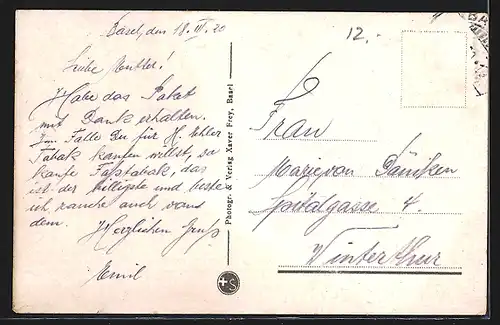 Basel, den 18. VI. 20
Liebe Mutter!
Habe das Paket
mit Dank erhalten.
Im Falle Du für H.
Tabak kaufen willst, so
kaufe Fasstabak, das
ist der billigste und beste
ich rauche auch von
dem.
Herzlichen Gruss
Emil
Photogr. & Verlag Xaver Frey, Basel
12.-
Frau
Marie von Däniken
Spitalgasse 4.
Winterthur